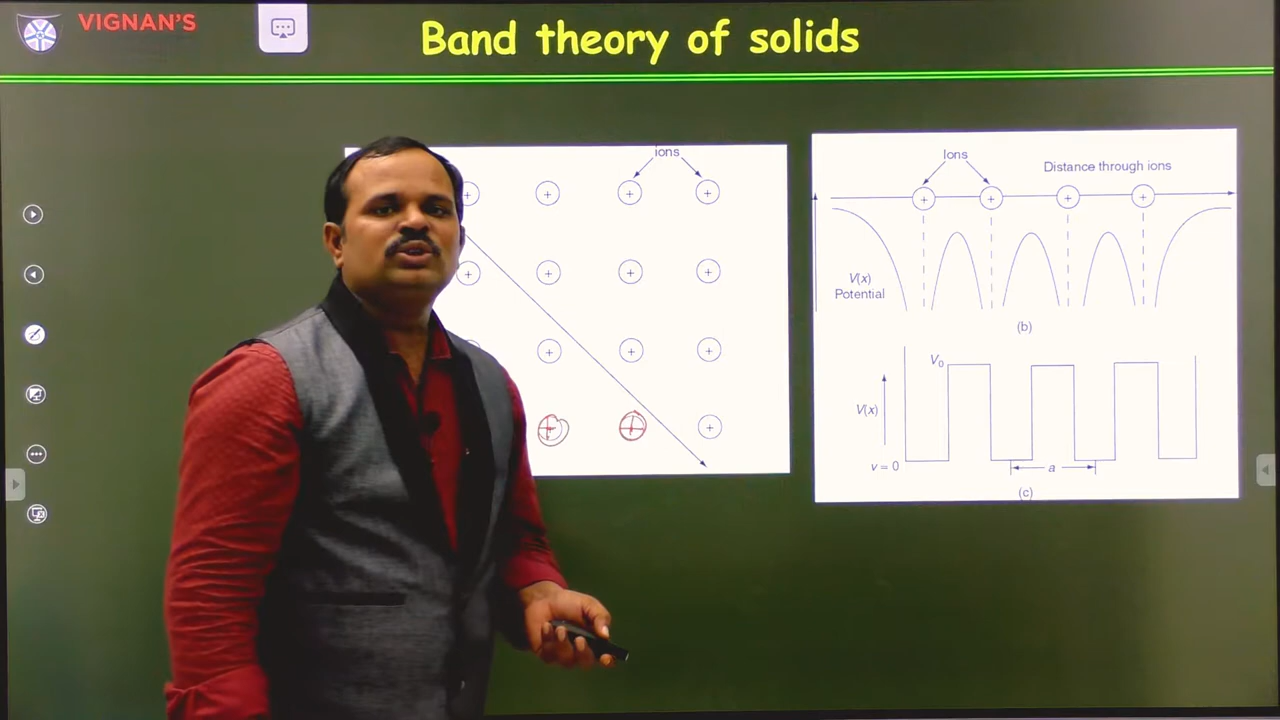 VIGNAN'S
Band theory of solids
ions
+ + + +
+ + + +
+ + +
+ + +
Ions
Distance through ions
+ + + +
V(x)
Potential
(b)
V₀
V(x)
v = 0
a
(c)